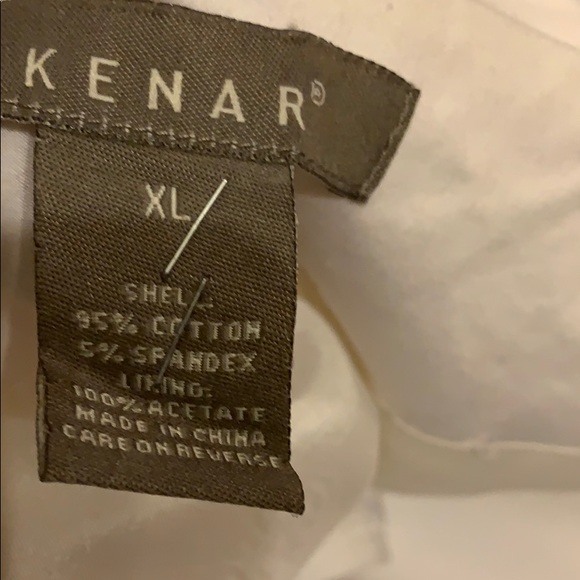 KENAR®
XL
SHELL:
95% COTTON
5% SPANDEX
LINING:
100% ACETATE
MADE IN CHINA
CARE ON REVERSE